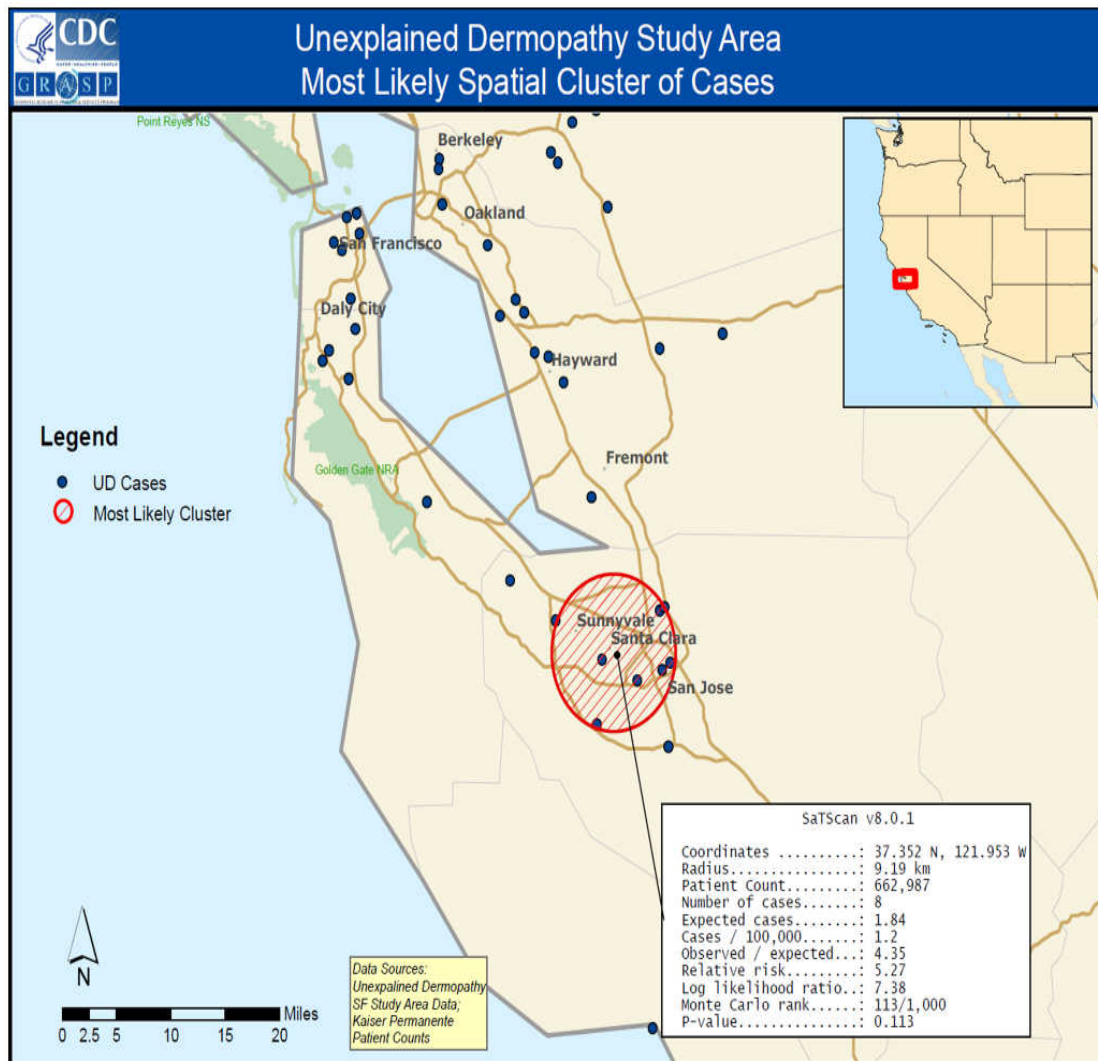 CDC
SAFER·HEALTHIER·PEOPLE
GRASP
Unexplained Dermopathy Study Area
Most Likely Spatial Cluster of Cases
Point Reyes NS
Berkeley
Oakland
San Francisco
Daly City
Hayward
Legend
UD Cases
Most Likely Cluster
Golden Gate NRA
Fremont
Sunnyvale
Santa Clara
San Jose
SaTScan v8.0.1
Coordinates ..........: 37.352 N, 121.953 W
Radius................: 9.19 km
Patient Count.........: 662,987
Number of cases.......: 8
Expected cases........: 1.84
Cases / 100,000.......: 1.2
Observed / expected...: 4.35
Relative risk.........: 5.27
Log likelihood ratio..: 7.38
Monte Carlo rank......: 113/1,000
P-value...............: 0.113
N
Miles
0 2.5 5 10 15 20
Data Sources:
Unexpalined Dermopathy
SF Study Area Data;
Kaiser Permanente
Patient Counts